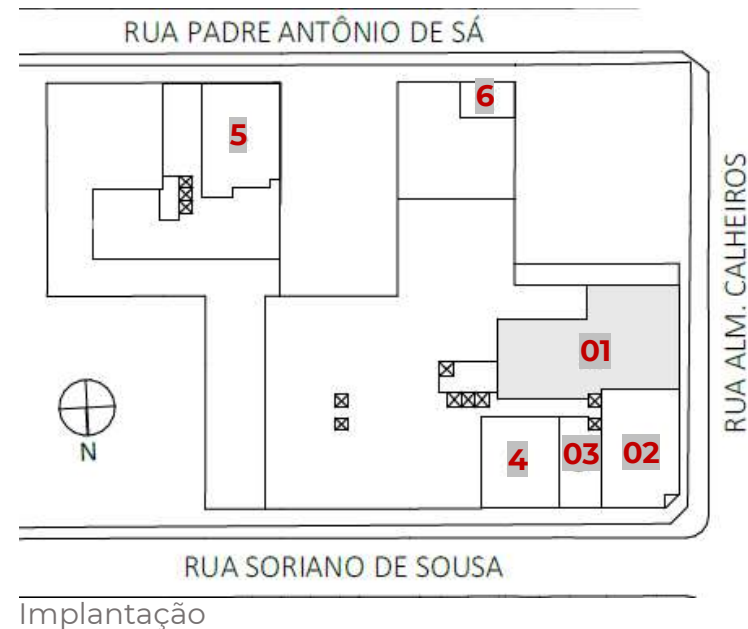 RUA PADRE ANTÔNIO DE SÁ
6
5
RUA ALM. CALHEIROS
01
N
4 03 02
RUA SORIANO DE SOUSA
Implantação